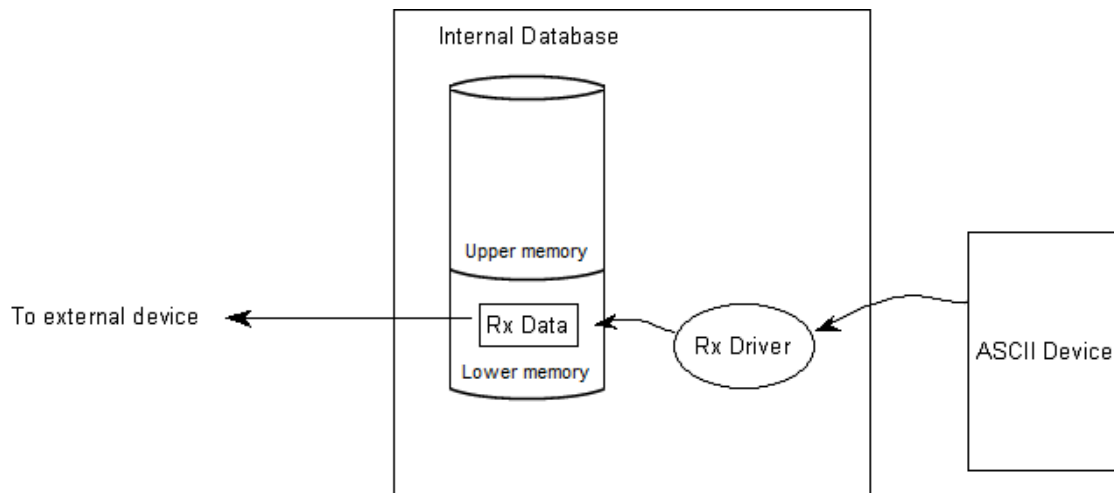 Internal Database
Upper memory
To external device
Rx Data
Rx Driver
ASCII Device
Lower memory